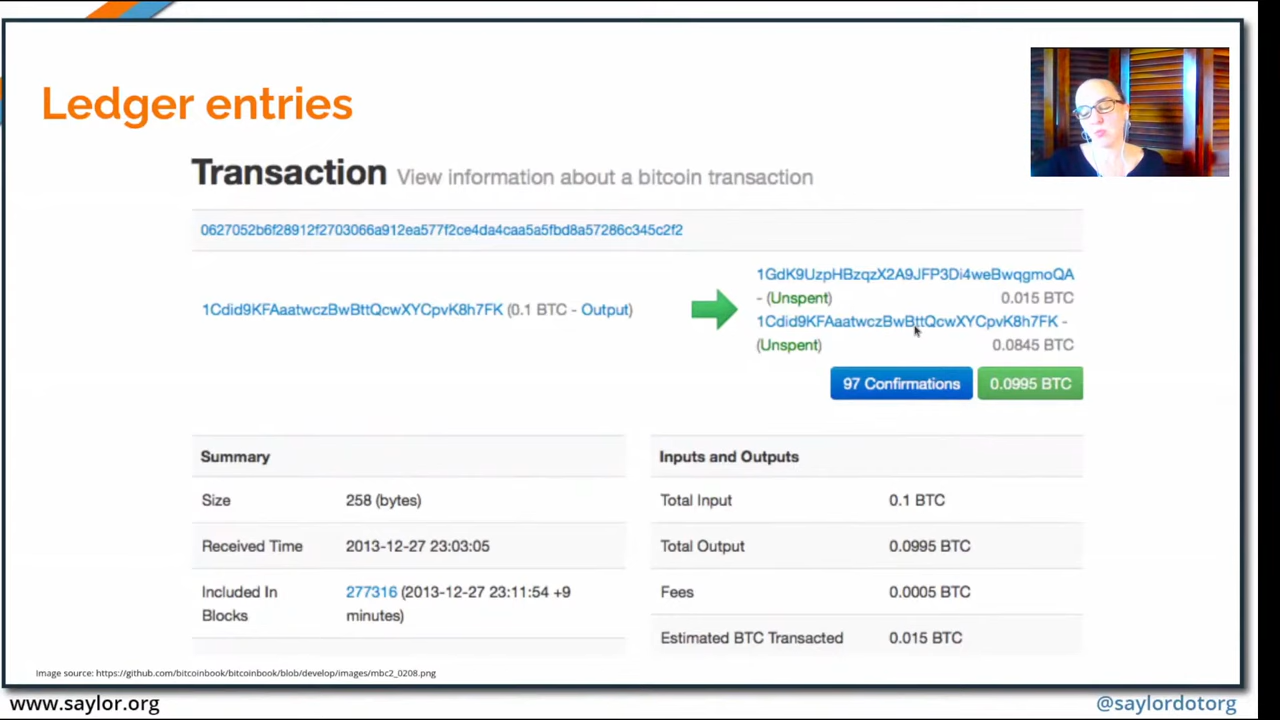 Ledger entries
Transaction View information about a bitcoin transaction
0627052b6f28912f2703066a912ea577f2ce4da4caa5a5fbd8a57286c345c2f2
1Cdid9KFAaatwczBwBttQcwXYCpvK8h7FK (0.1 BTC - Output)
1GdK9UzpHBzqzX2A9JFP3Di4weBwqgmoQA
- (Unspent) 0.015 BTC
1Cdid9KFAaatwczBwBttQcwXYCpvK8h7FK -
(Unspent) 0.0845 BTC
97 Confirmations 0.0995 BTC
Summary
Size 258 (bytes)
Received Time 2013-12-27 23:03:05
Included In 277316 (2013-12-27 23:11:54 +9
Blocks minutes)
Inputs and Outputs
Total Input 0.1 BTC
Total Output 0.0995 BTC
Fees 0.0005 BTC
Estimated BTC Transacted 0.015 BTC
Image source: https://github.com/bitcoinbook/bitcoinbook/blob/develop/images/mbc2_0208.png
www.saylor.org @saylordotorg